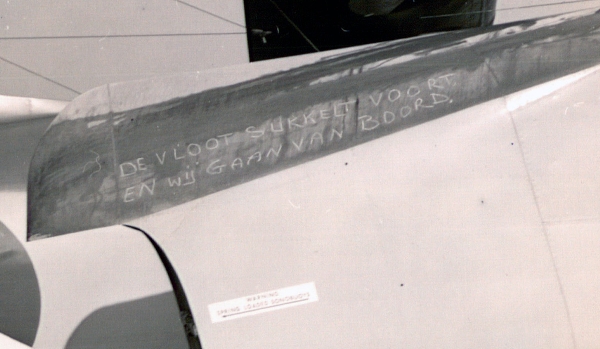 DE VLOOT SUKKELT VOORT
EN WIJ GAAN VAN BOORD.
WARNING
SPRING LOADED